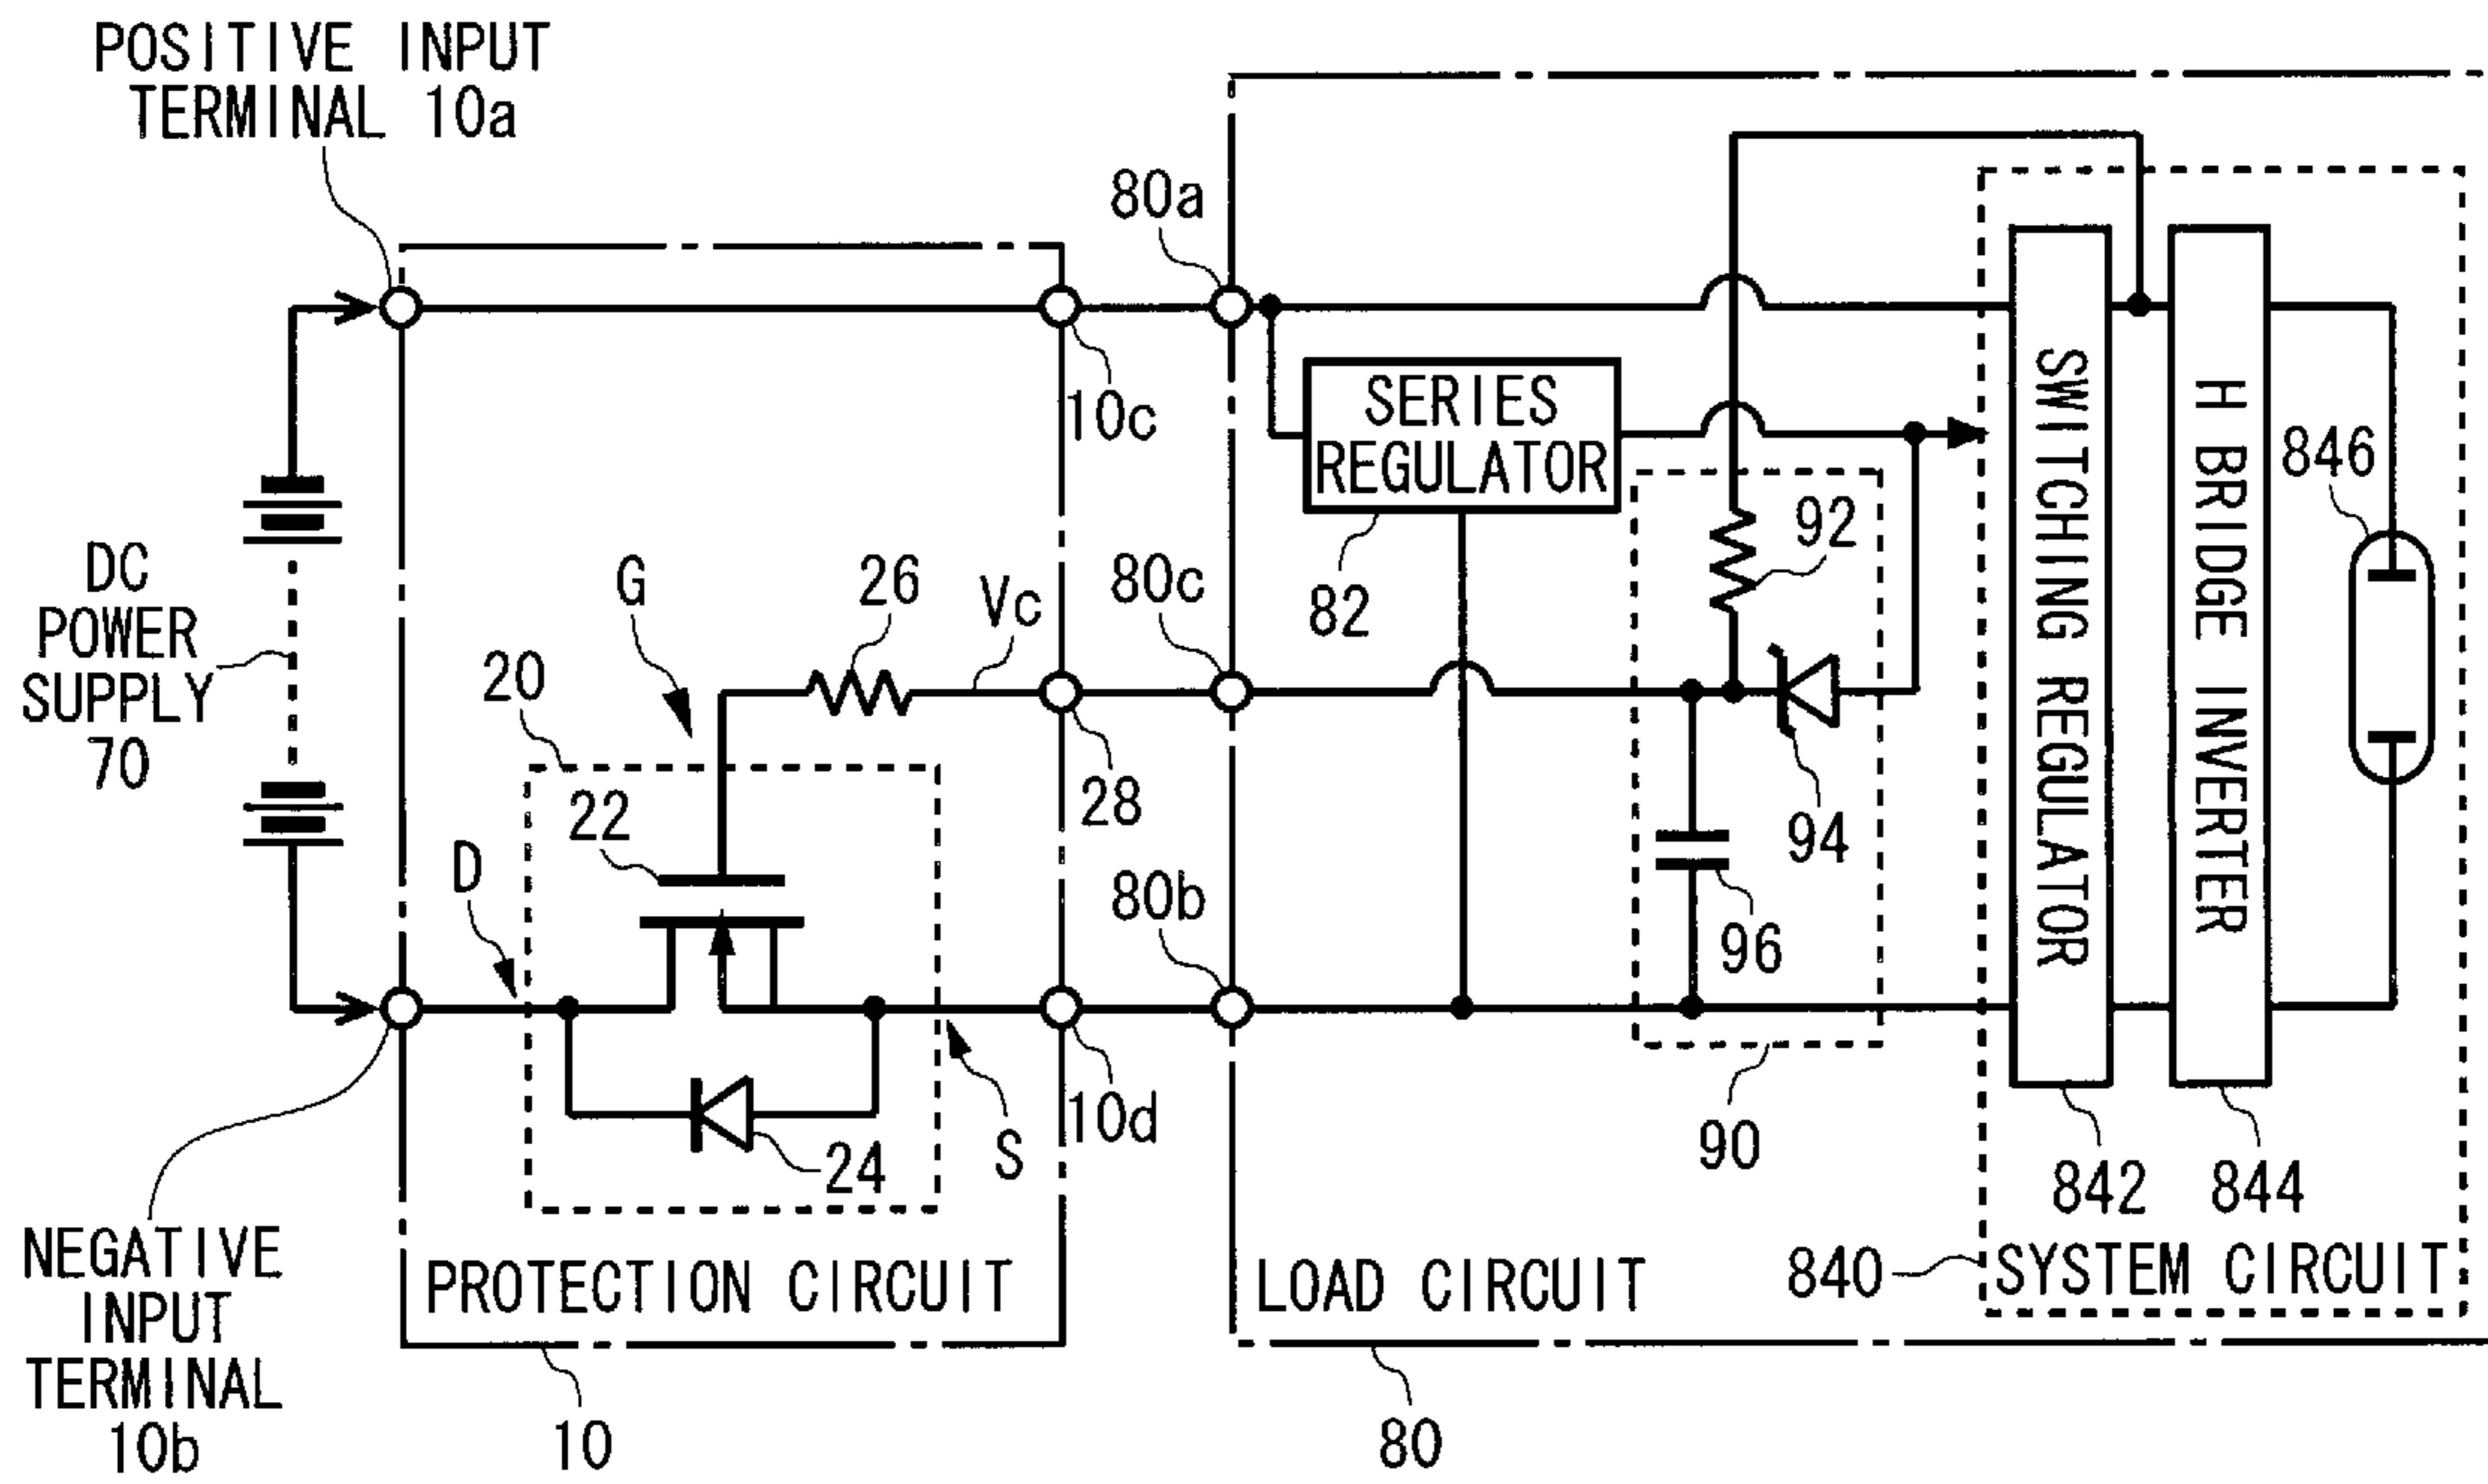 POSITIVE INPUT
TERMINAL 10a
80a
10c
SERIES
REGULATOR
82
80c
92
94
96
90
SWITCHING REGULATOR
H BRIDGE INVERTER
846
842
844
840
SYSTEM CIRCUIT
DC
POWER
SUPPLY
70
G
26
Vc
20
22
28
D
80b
24
S
10d
NEGATIVE
INPUT
TERMINAL
10b
PROTECTION CIRCUIT
10
LOAD CIRCUIT
80